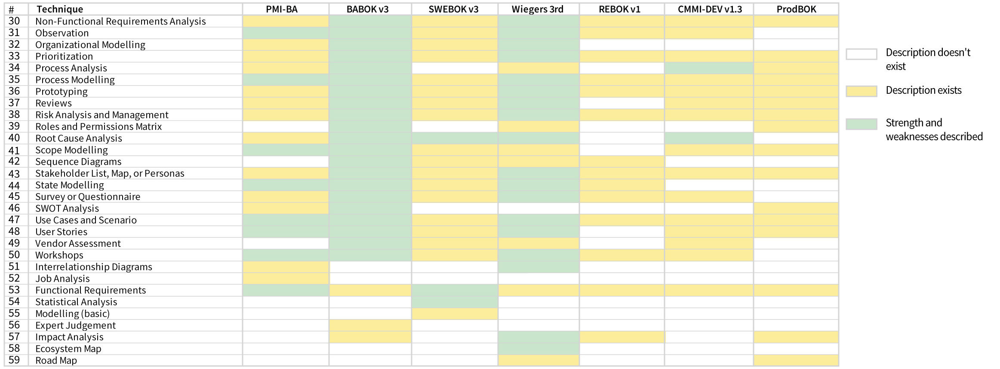 # Technique PMI-BA BABOK v3 SWEBOK v3 Wiegers 3rd REBOK v1 CMMI-DEV v1.3 ProdBOK
30 Non-Functional Requirements Analysis
31 Observation
32 Organizational Modelling
33 Prioritization
34 Process Analysis
35 Process Modelling
36 Prototyping
37 Reviews
38 Risk Analysis and Management
39 Roles and Permissions Matrix
40 Root Cause Analysis
41 Scope Modelling
42 Sequence Diagrams
43 Stakeholder List, Map, or Personas
44 State Modelling
45 Survey or Questionnaire
46 SWOT Analysis
47 Use Cases and Scenario
48 User Stories
49 Vendor Assessment
50 Workshops
51 Interrelationship Diagrams
52 Job Analysis
53 Functional Requirements
54 Statistical Analysis
55 Modelling (basic)
56 Expert Judgement
57 Impact Analysis
58 Ecosystem Map
59 Road Map
Description doesn't
exist
Description exists
Strength and
weaknesses described